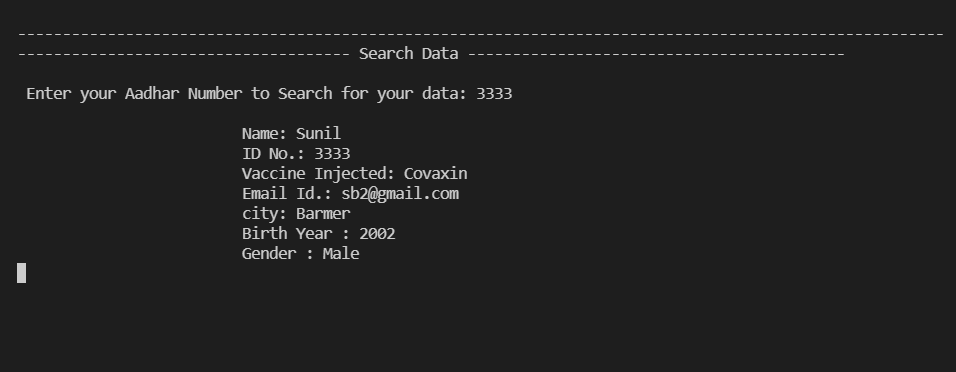 -------------------------------------------------------------------------------------------------------
------------------------------------- Search Data ------------------------------------------
Enter your Aadhar Number to Search for your data: 3333
Name: Sunil
ID No.: 3333
Vaccine Injected: Covaxin
Email Id.: sb2@gmail.com
city: Barmer
Birth Year : 2002
Gender : Male